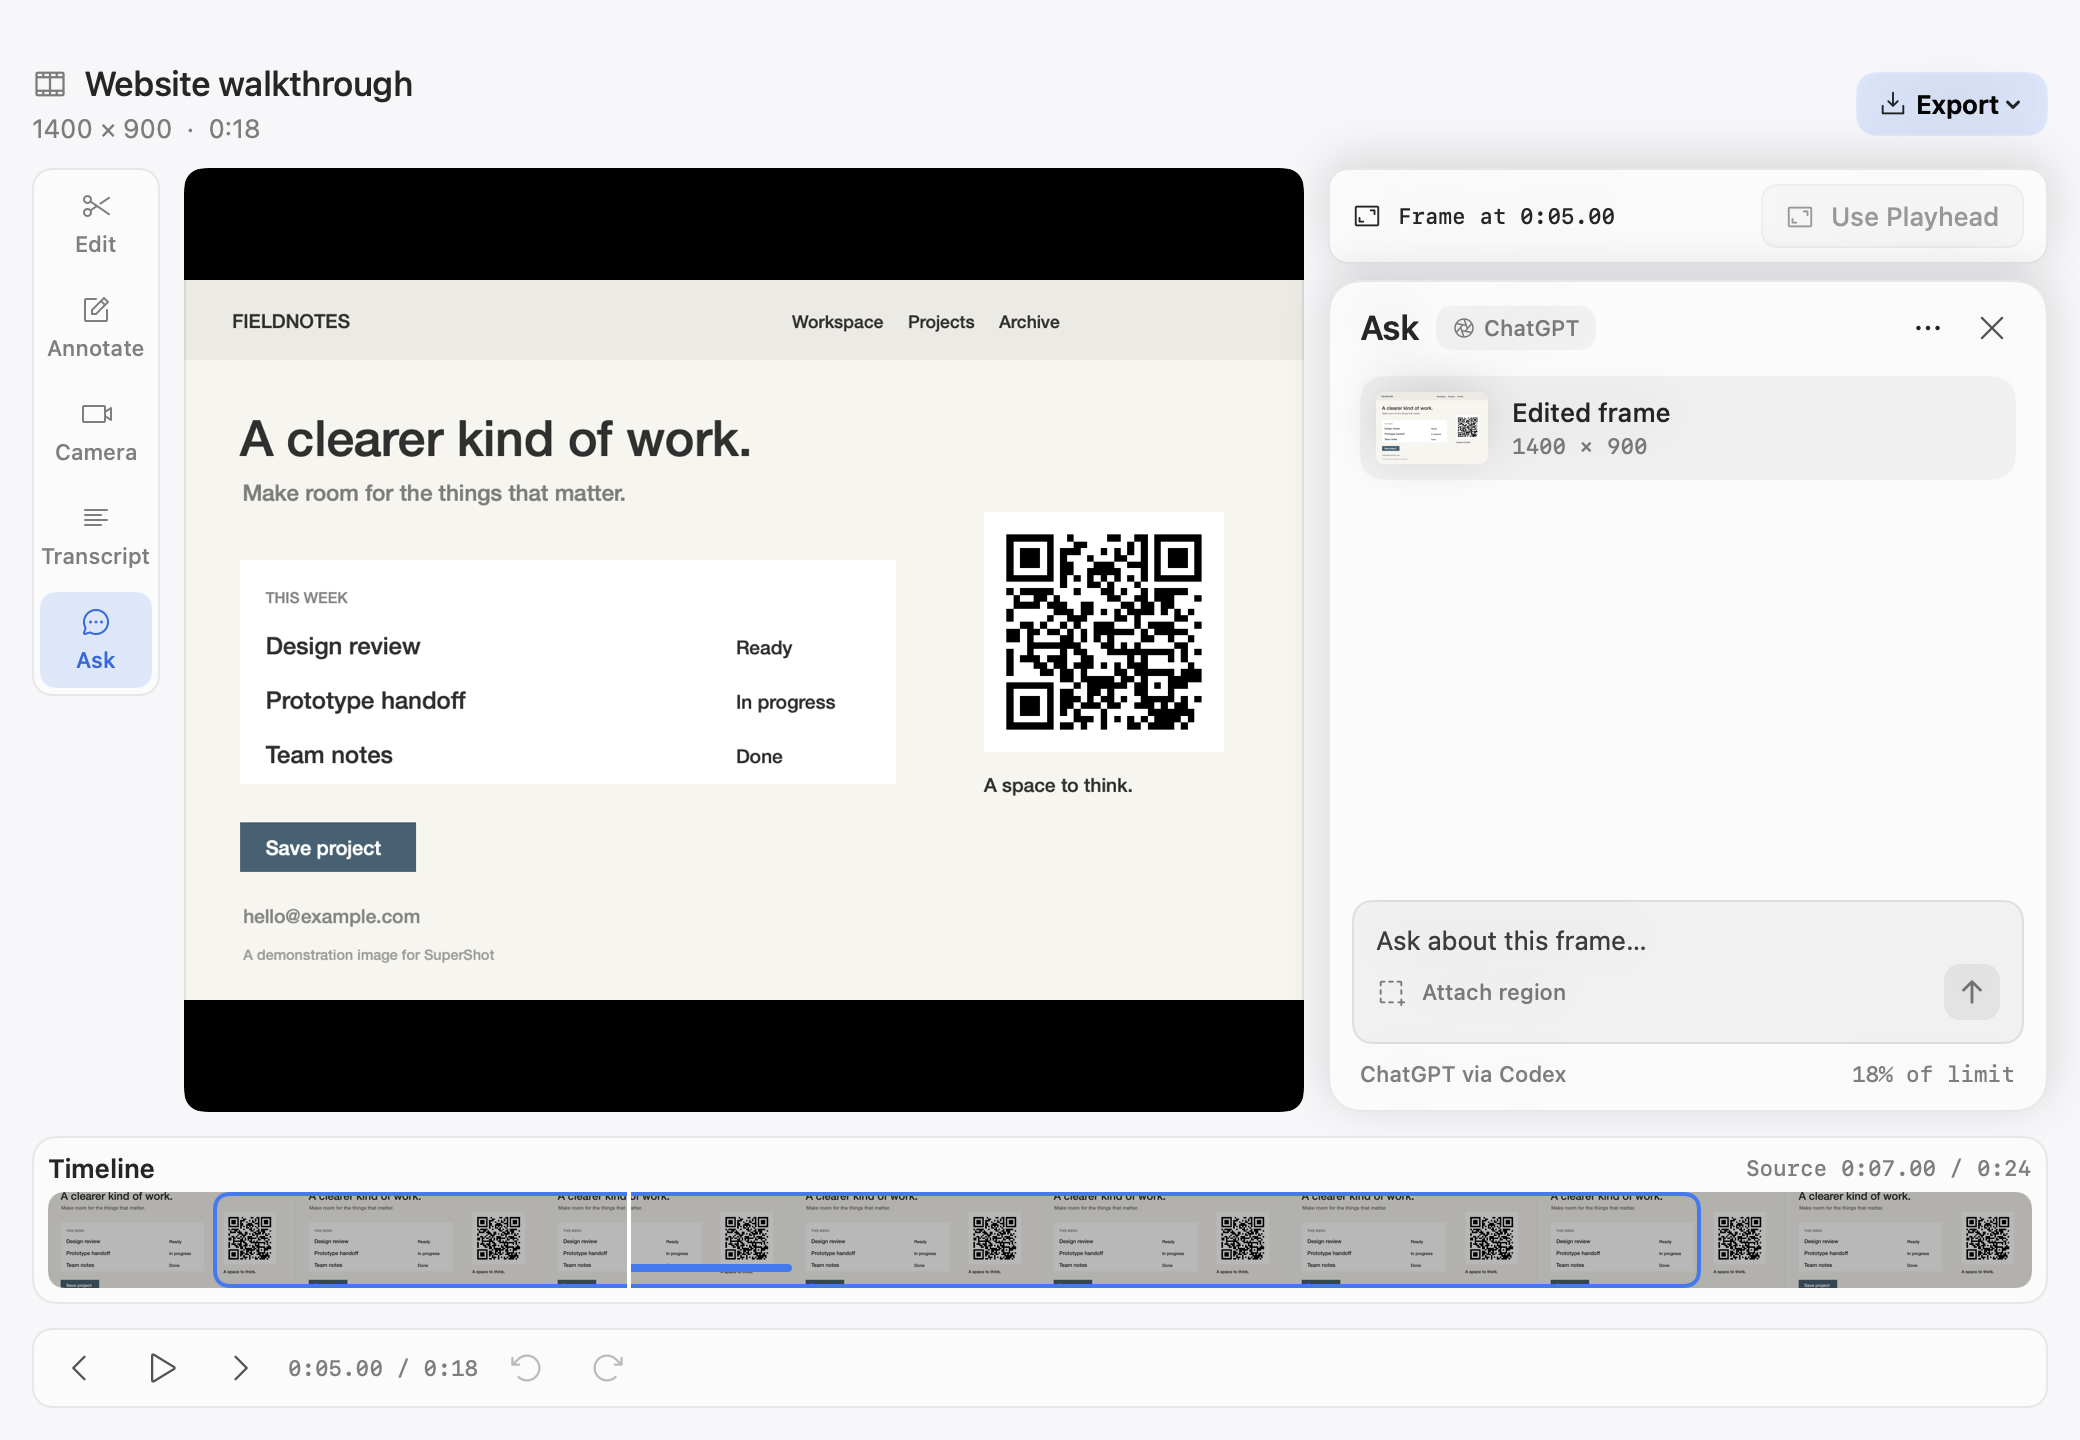 Website walkthrough
1400 × 900 · 0:18
Export
Edit
Annotate
Camera
Transcript
Ask
FIELDNOTES
Workspace Projects Archive
A clearer kind of work.
Make room for the things that matter.
THIS WEEK
Design review Ready
Prototype handoff In progress
Team notes Done
A space to think.
Save project
hello@example.com
A demonstration image for SuperShot
Frame at 0:05.00
Use Playhead
Ask
ChatGPT
Edited frame
1400 × 900
Ask about this frame...
Attach region
ChatGPT via Codex
18% of limit
Timeline
Source 0:07.00 / 0:24
0:05.00 / 0:18